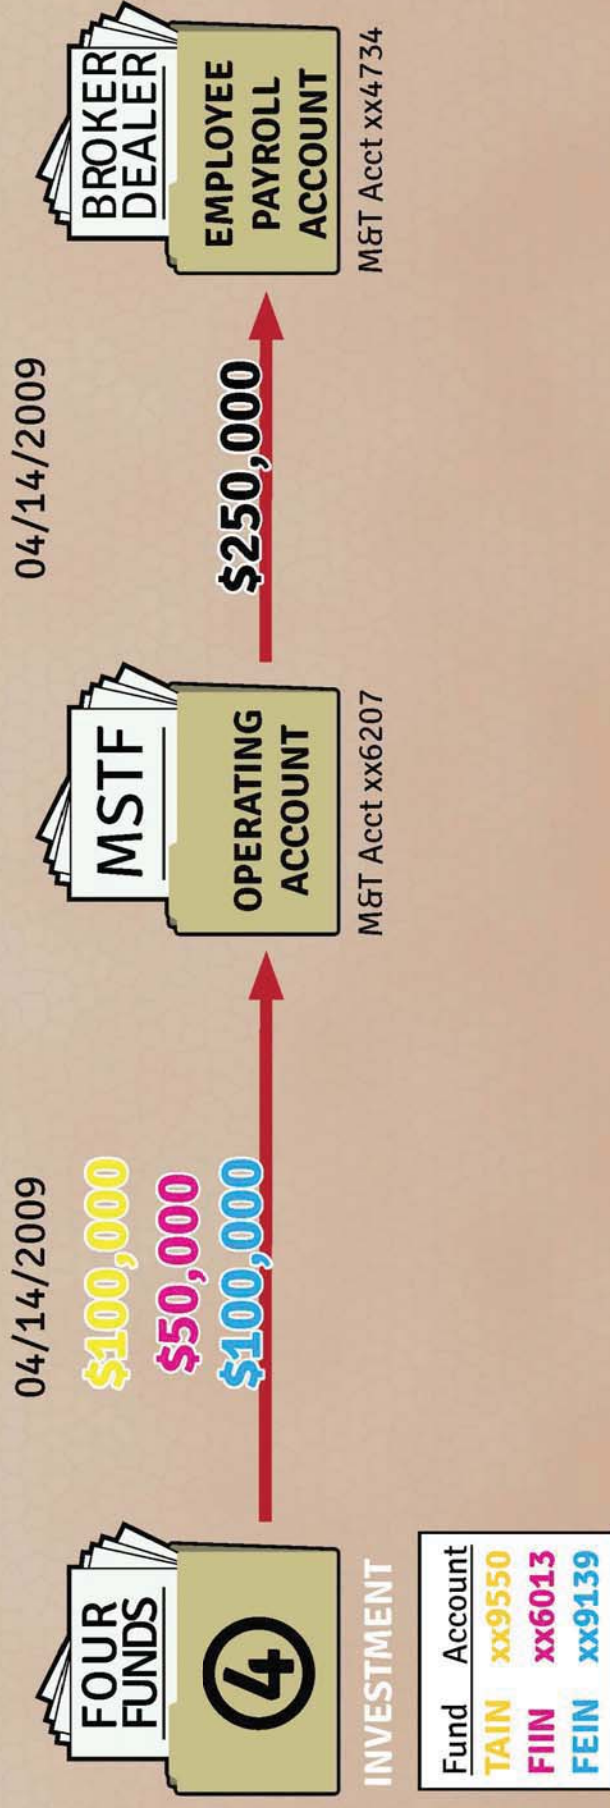 FOUR
FUNDS
4
INVESTMENT
Fund Account
TAIN xx9550
FIIN xx6013
FEIN xx9139
04/14/2009
$100,000
$50,000
$100,000
MSTF
OPERATING
ACCOUNT
M&T Acct xx6207
04/14/2009
$250,000
BROKER
DEALER
EMPLOYEE
PAYROLL
ACCOUNT
M&T Acct xx4734